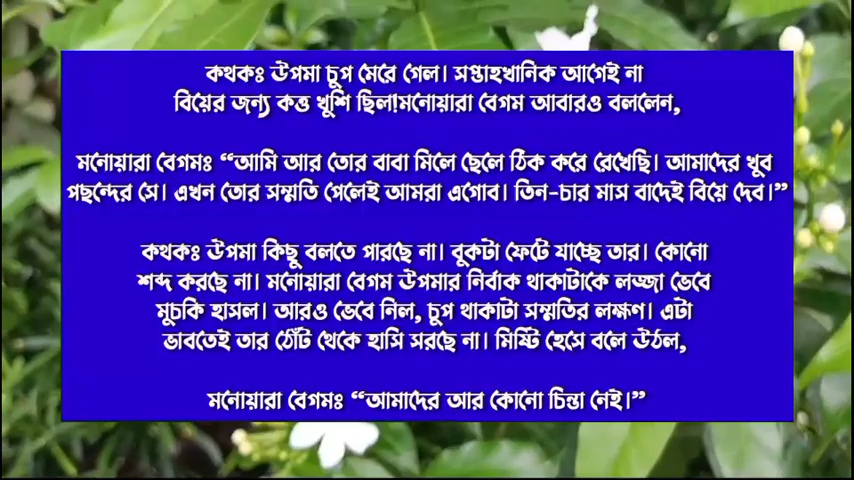 কথকঃ উপমা চুপ মেরে গেল। সপ্তাহখানিক আগেই না
বিয়ের জন্য কত্ত খুশি ছিল!মনোয়ারা বেগম আবারও বললেন,
মনোয়ারা বেগমঃ “আমি আর তোর বাবা মিলে ছেলে ঠিক করে রেখেছি। আমাদের খুব
পছন্দের সে। এখন তোর সম্মতি পেলেই আমরা এগোব। তিন-চার মাস বাদেই বিয়ে দেব।”
কথকঃ উপমা কিছু বলতে পারছে না। বুকটা ফেটে যাচ্ছে তার। কোনো
শব্দ করছে না। মনোয়ারা বেগম উপমার নির্বাক থাকাটাকে লজ্জা ভেবে
মুচকি হাসল। আরও ভেবে নিল, চুপ থাকাটা সম্মতির লক্ষণ। এটা
ভাবতেই তার ঠোঁট থেকে হাসি সরছে না। মিষ্টি হেসে বলে উঠল,
মনোয়ারা বেগমঃ “আমাদের আর কোনো চিন্তা নেই।”